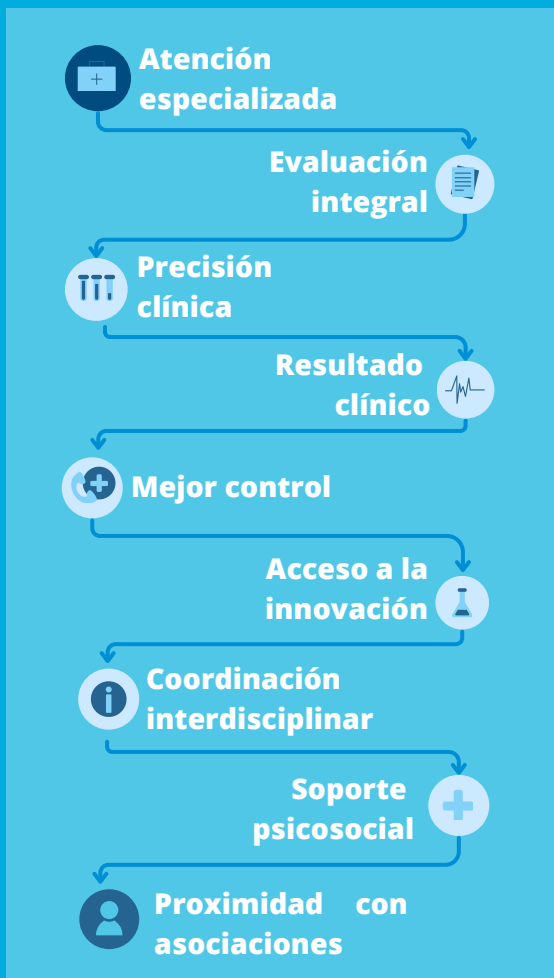 Atención
especializada
Evaluación
integral
Precisión
clínica
Resultado
clínico
Mejor control
Acceso a la
innovación
Coordinación
interdisciplinar
Soporte
psicosocial
Proximidad con
asociaciones